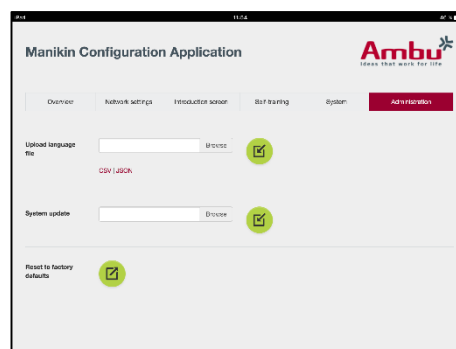 iPad 11:04
Manikin Configuration Application
Ambu
Ideas that work for life
Overview Network settings Introduction screen Self-training System Administration
Upload language
file
Browse
CSV | JSON
System update
Browse
Reset to factory
defaults